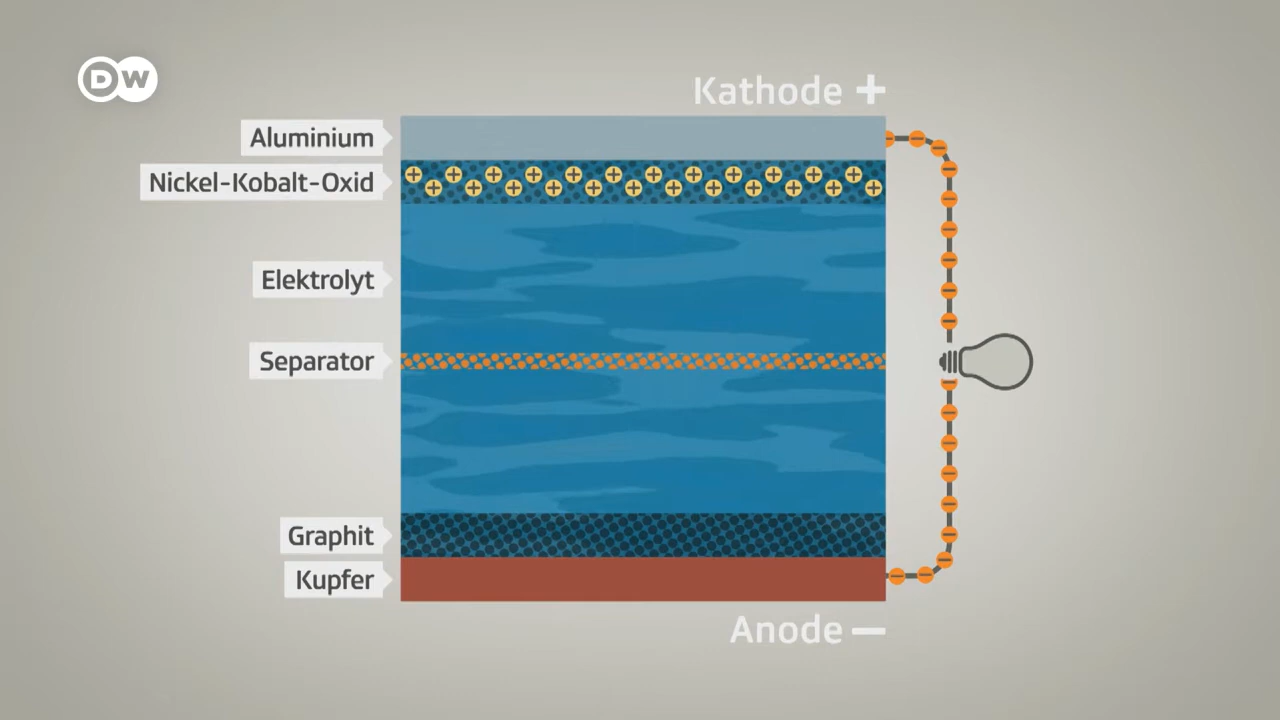 DW
Kathode +
Aluminium
Nickel-Kobalt-Oxid
Elektrolyt
Separator
Graphit
Kupfer
Anode −